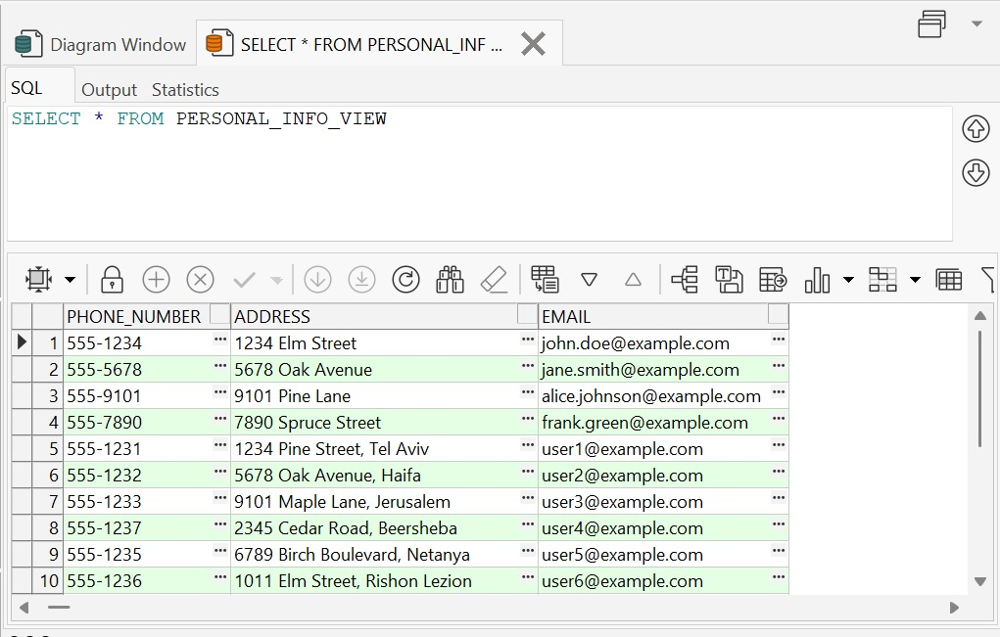 Diagram Window SELECT * FROM PERSONAL_INF ...
SQL Output Statistics
SELECT * FROM PERSONAL_INFO_VIEW
PHONE_NUMBER ADDRESS EMAIL
1 555-1234 ... 1234 Elm Street ... john.doe@example.com ...
2 555-5678 ... 5678 Oak Avenue ... jane.smith@example.com ...
3 555-9101 ... 9101 Pine Lane ... alice.johnson@example.com ...
4 555-7890 ... 7890 Spruce Street ... frank.green@example.com ...
5 555-1231 ... 1234 Pine Street, Tel Aviv ... user1@example.com ...
6 555-1232 ... 5678 Oak Avenue, Haifa ... user2@example.com ...
7 555-1233 ... 9101 Maple Lane, Jerusalem ... user3@example.com ...
8 555-1237 ... 2345 Cedar Road, Beersheba ... user4@example.com ...
9 555-1235 ... 6789 Birch Boulevard, Netanya ... user5@example.com ...
10 555-1236 ... 1011 Elm Street, Rishon Lezion ... user6@example.com ...